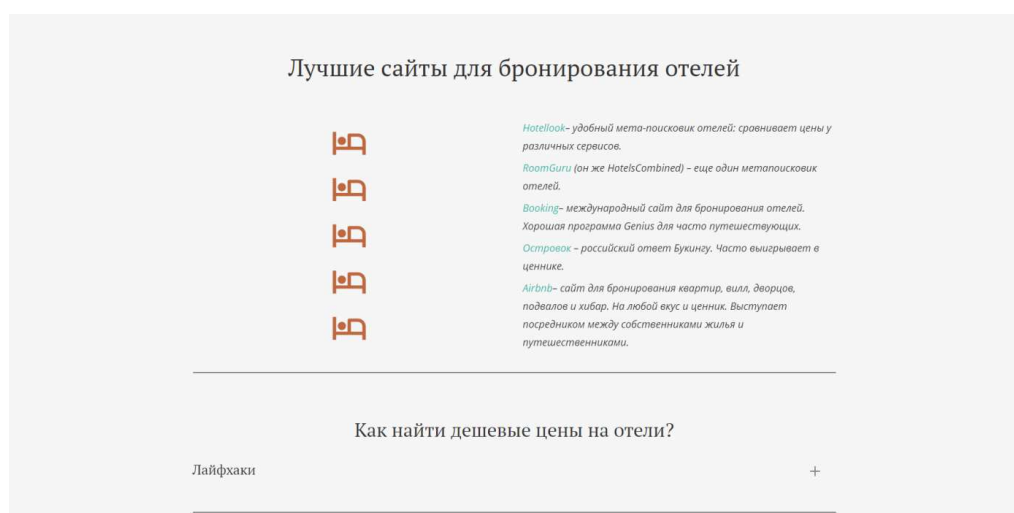 Лучшие сайты для бронирования отелей
Hotellook– удобный мета-поисковик отелей: сравнивает цены у
различных сервисов.
RoomGuru (он же HotelsCombined) – еще один метапоисковик
отелей.
Booking– международный сайт для бронирования отелей.
Хорошая программа Genius для часто путешествующих.
Островок – российский ответ Букингу. Часто выигрывает в
ценнике.
Airbnb– сайт для бронирования квартир, вилл, дворцов,
подвалов и хибар. На любой вкус и ценник. Выступает
посредником между собственниками жилья и
путешественниками.
Как найти дешевые цены на отели?
Лайфхаки